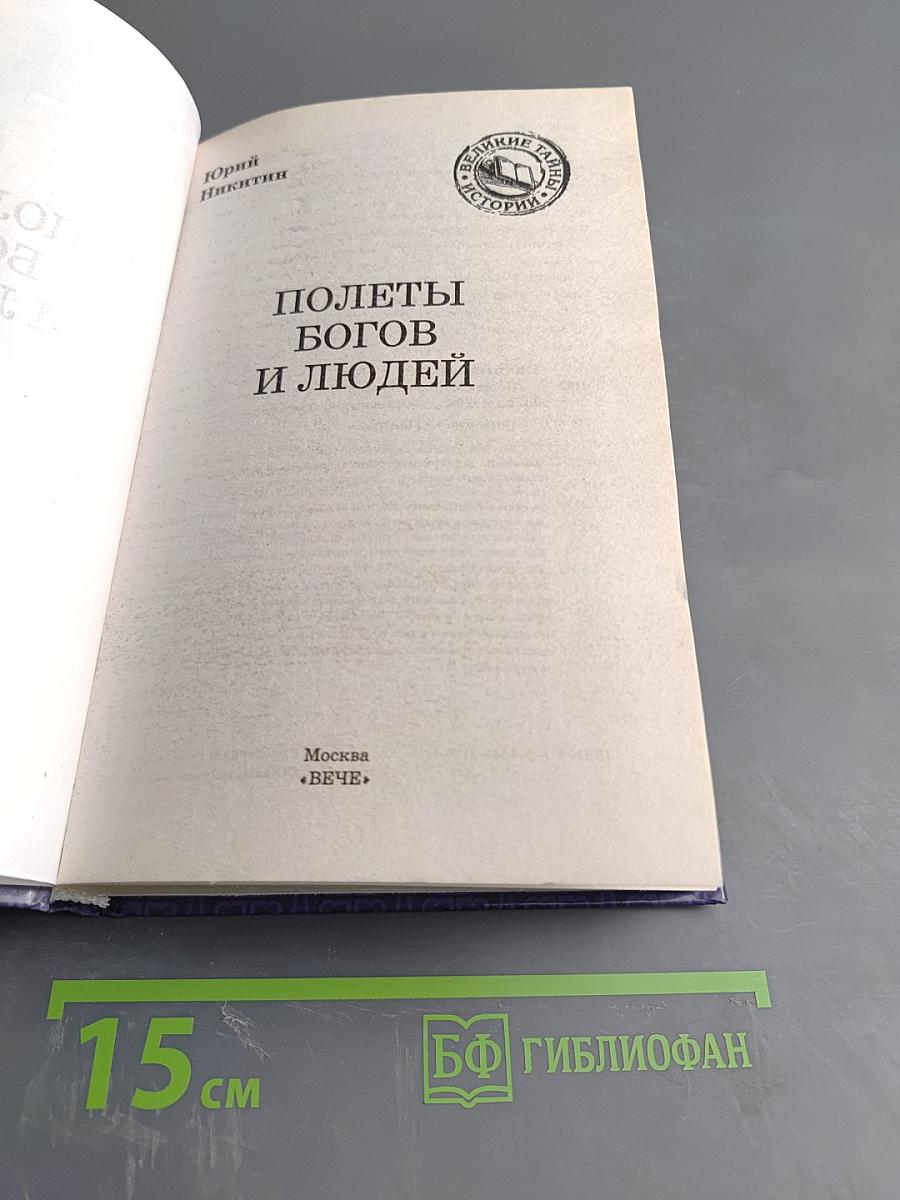 Юрий
Никитин
ВЕЛИКИЕ ТАЙНЫ
ИСТОРИИ
ПОЛЕТЫ
БОГОВ
И ЛЮДЕЙ
Москва
«ВЕЧЕ»
15 см
БФ ГИБЛИОФАН